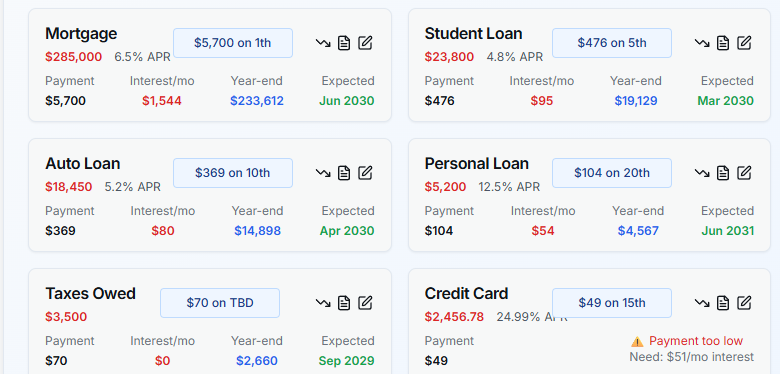 Mortgage
$285,000 6.5% APR
$5,700 on 1th
Payment Interest/mo Year-end Expected
$5,700 $1,544 $233,612 Jun 2030
Student Loan
$23,800 4.8% APR
$476 on 5th
Payment Interest/mo Year-end Expected
$476 $95 $19,129 Mar 2030
Auto Loan
$18,450 5.2% APR
$369 on 10th
Payment Interest/mo Year-end Expected
$369 $80 $14,898 Apr 2030
Personal Loan
$5,200 12.5% APR
$104 on 20th
Payment Interest/mo Year-end Expected
$104 $54 $4,567 Jun 2031
Taxes Owed
$3,500
$70 on TBD
Payment Interest/mo Year-end Expected
$70 $0 $2,660 Sep 2029
Credit Card
$2,456.78 24.99% APR
$49 on 15th
Payment
$49
Payment too low
Need: $51/mo interest